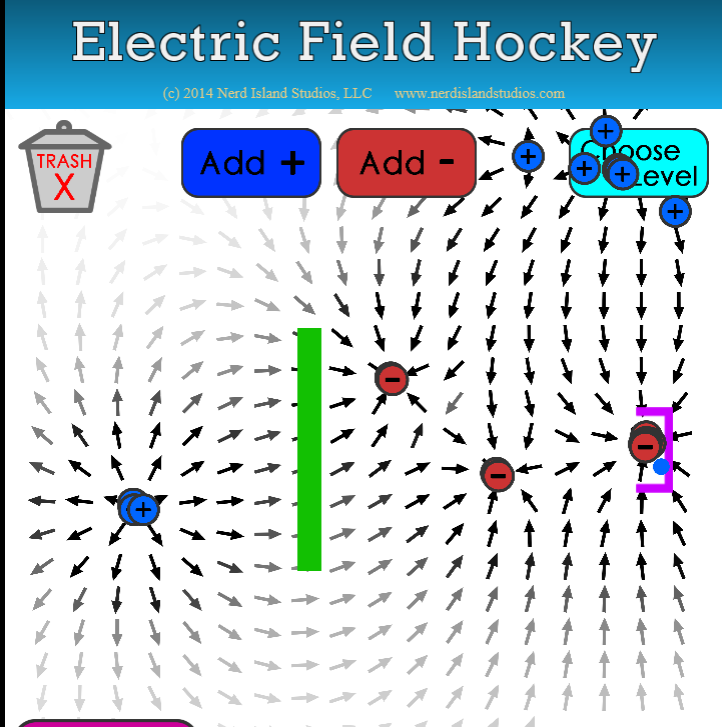 Electric Field Hockey
(c) 2014 Nerd Island Studios, LLC www.nerdislandstudios.com
TRASH
X
Add +
Add -
Choose
Level